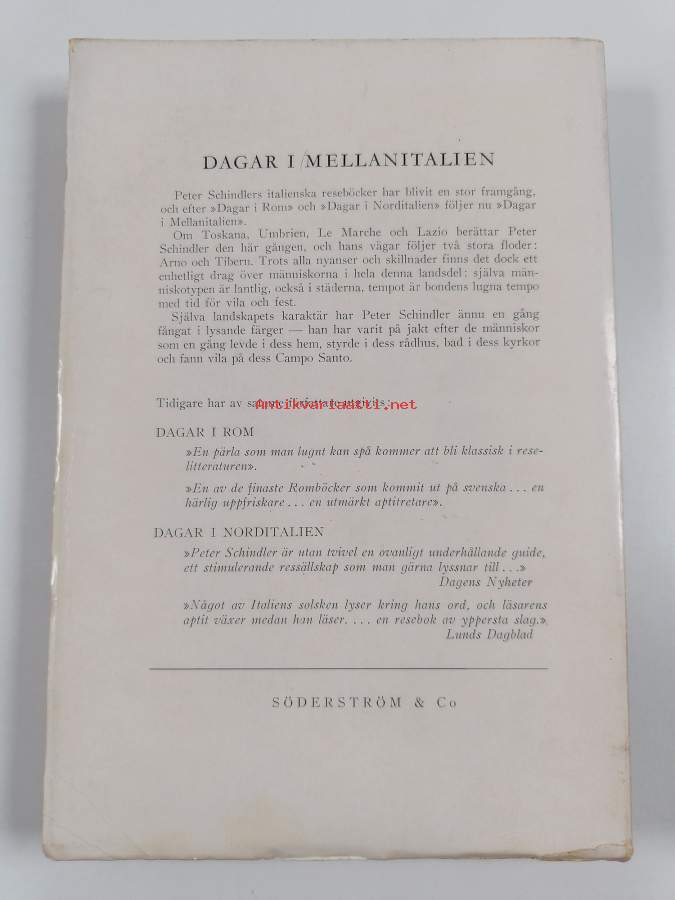 DAGAR I MELLANITALIEN
Peter Schindlers italienska reseböcker har blivit en stor framgång,
och efter »Dagar i Rom» och »Dagar i Norditalien» följer nu »Dagar
i Mellanitalien».
Om Toskana, Umbrien, Le Marche och Lazio berättar Peter
Schindler den här gången, och hans vägar följer två stora floder:
Arno och Tibern. Trots alla nyanser och skillnader finns det dock ett
enhetligt drag över människorna i hela denna landsdel: själva män-
niskotypen är lantlig, också i städerna, tempot är bondens lugna tempo
med tid för vila och fest.
Själva landskapets karaktär har Peter Schindler ännu en gång
fångat i lysande färger — han har varit på jakt efter de människor
som en gång levde i dess hem, styrde i dess rådhus, bad i dess kyrkor
och fann vila på dess Campo Santo.
Tidigare har av samme författare utgivits:
Antikvariaatti.net
DAGAR I ROM
»En pärla som man lugnt kan spå kommer att bli klassisk i rese-
litteraturen».
»En av de finaste Romböcker som kommit ut på svenska . . . en
härlig uppfriskare . . . en utmärkt aptitretare».
DAGAR I NORDITALIEN
»Peter Schindler är utan tvivel en ovanligt underhållande guide,
ett stimulerande ressällskap som man gärna lyssnar till . . .»
Dagens Nyheter
»Något av Italiens solsken lyser kring hans ord, och läsarens
aptit växer medan han läser. . . . en resebok av yppersta slag.»
Lunds Dagblad
SÖDERSTRÖM & Co